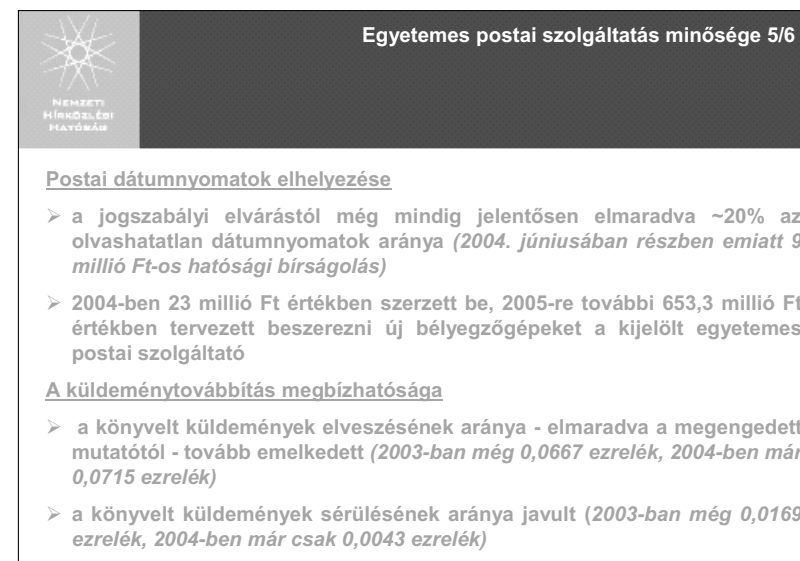 Egyetemes postai szolgáltatás minősége 5/6
NEMZETI
HÍRKÖZLÉSI
HATÓSÁG
Postai dátumnyomatok elhelyezése
➢ a jogszabályi elvárástól még mindig jelentősen elmaradva ~20% az
olvashatatlan dátumnyomatok aránya (2004. júniusában részben emiatt 9
millió Ft-os hatósági bírságolás)
➢ 2004-ben 23 millió Ft értékben szerzett be, 2005-re további 653,3 millió Ft
értékben tervezett beszerezni új bélyegzőgépeket a kijelölt egyetemes
postai szolgáltató
A küldeménytovábbítás megbízhatósága
➢ a könyvelt küldemények elveszésének aránya - elmaradva a megengedett
mutatótól - tovább emelkedett (2003-ban még 0,0667 ezrelék, 2004-ben már
0,0715 ezrelék)
➢ a könyvelt küldemények sérülésének aránya javult (2003-ban még 0,0169
ezrelék, 2004-ben már csak 0,0043 ezrelék)